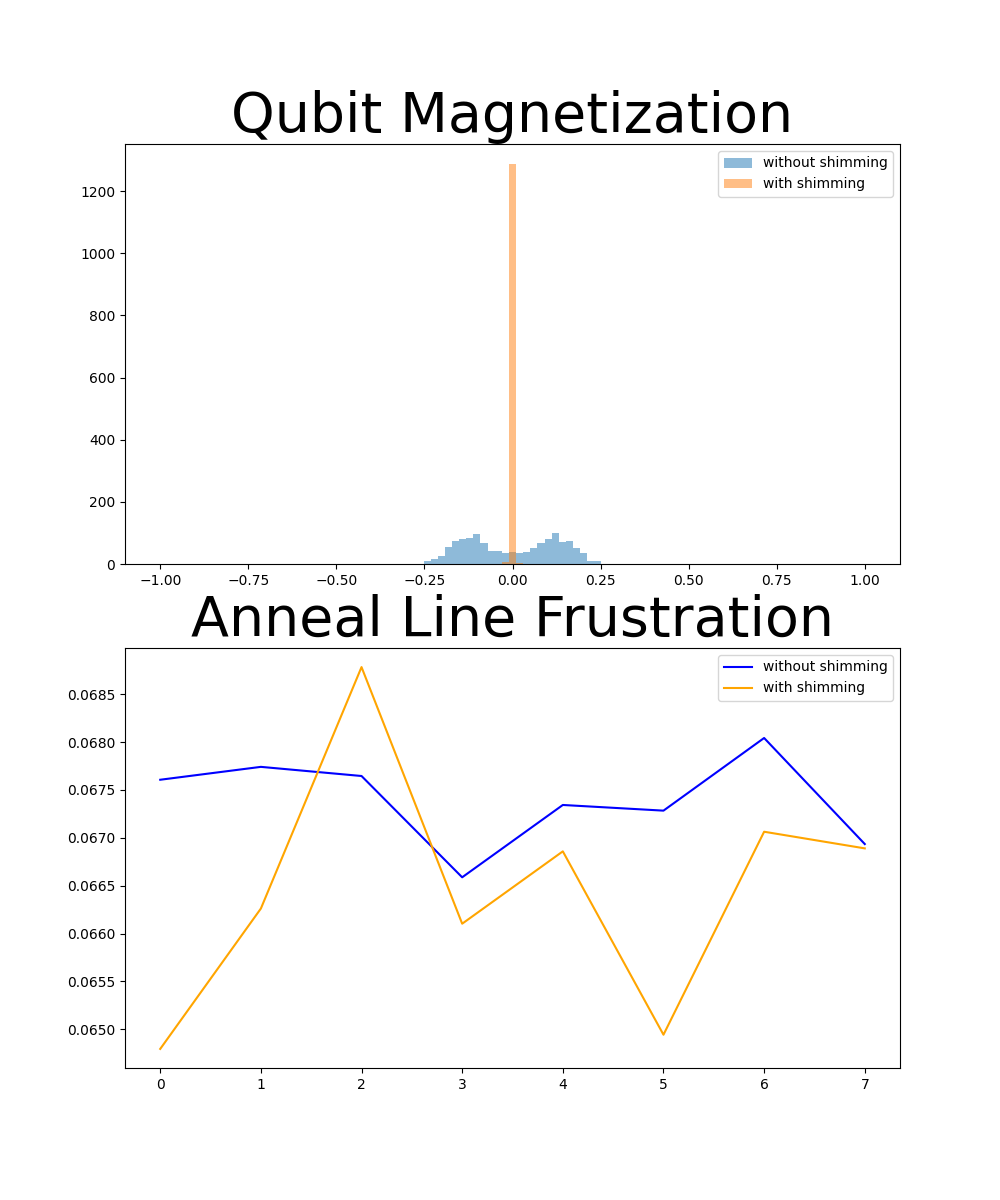 Qubit Magnetization
without shimming
with shimming
1200
1000
800
600
400
200
0
−1.00 −0.75 −0.50 −0.25 0.00 0.25 0.50 0.75 1.00
Anneal Line Frustration
without shimming
with shimming
0.0685
0.0680
0.0675
0.0670
0.0665
0.0660
0.0655
0.0650
0 1 2 3 4 5 6 7